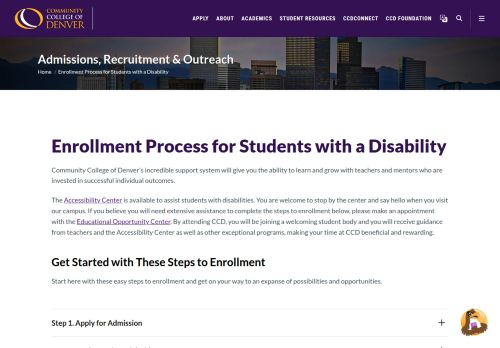 COMMUNITY
COLLEGE OF
DENVER
APPLY ABOUT ACADEMICS STUDENT RESOURCES CCDCONNECT CCD FOUNDATION
Admissions, Recruitment & Outreach
Home / Enrollment Process for Students with a Disability
Enrollment Process for Students with a Disability
Community College of Denver's incredible support system will give you the ability to learn and grow with teachers and mentors who are
invested in successful individual outcomes.
The Accessibility Center is available to assist students with disabilities. You are welcome to stop by the center and say hello when you visit
our campus. If you believe you will need extensive assistance to complete the steps to enrollment below, please make an appointment
with the Educational Opportunity Center. By attending CCD, you will be joining a welcoming student body and you will receive guidance
from teachers and the Accessibility Center as well as other exceptional programs, making your time at CCD beneficial and rewarding.
Get Started with These Steps to Enrollment
Start here with these easy steps to enrollment and get on your way to an expanse of possibilities and opportunities.
Step 1. Apply for Admission